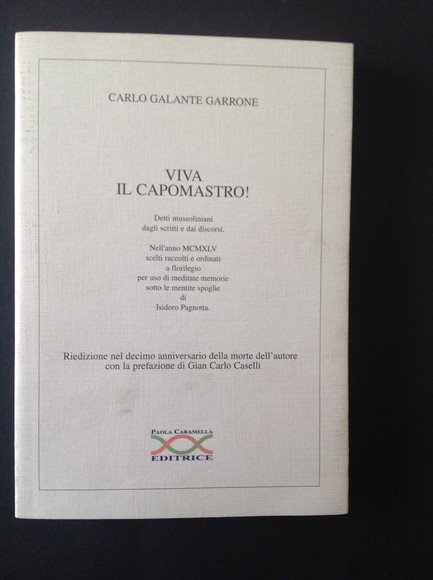 CARLO GALANTE GARRONE
VIVA
IL CAPOMASTRO!
Detti mussoliniani
dagli scritti e dai discorsi.
Nell'anno MCMXLV
scelti raccolti e ordinati
a florilegio
per uso di meditate memorie
sotto le mentite spoglie
di
Isidoro Pagnotta.
Riedizione nel decimo anniversario della morte dell'autore
con la prefazione di Gian Carlo Caselli
PAOLA CARAMELLA
EDITRICE